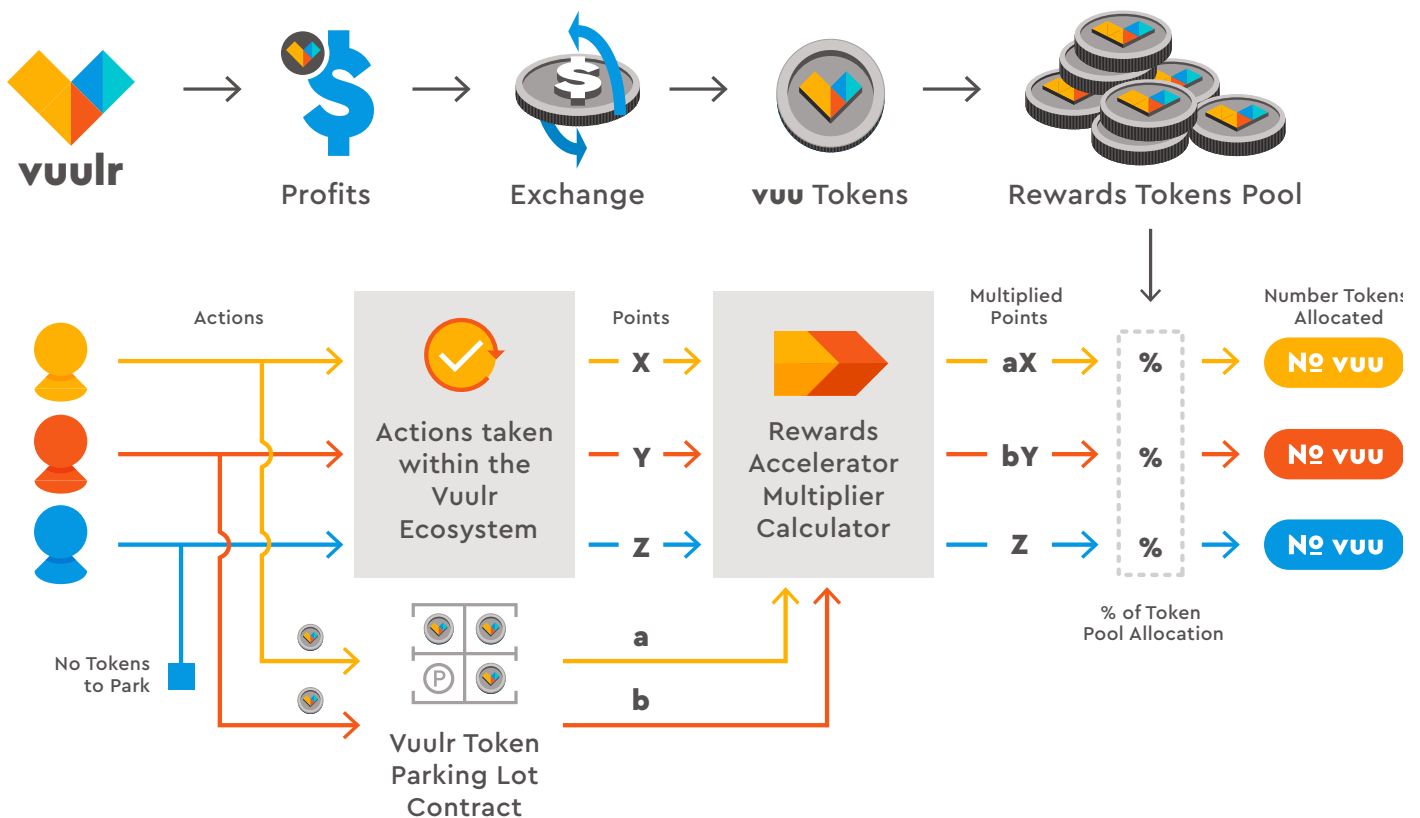 vuulr
Profits
Exchange
vuu Tokens
Rewards Tokens Pool
Actions
Points
Multiplied
Points
Number Tokens
Allocated
X
aX
%
Nº vuu
Actions taken
within the
Vuulr
Ecosystem
Rewards
Accelerator
Multiplier
Calculator
Y
bY
%
Nº vuu
Z
Z
%
Nº vuu
% of Token
Pool Allocation
No Tokens
to Park
P
a
b
Vuulr Token
Parking Lot
Contract